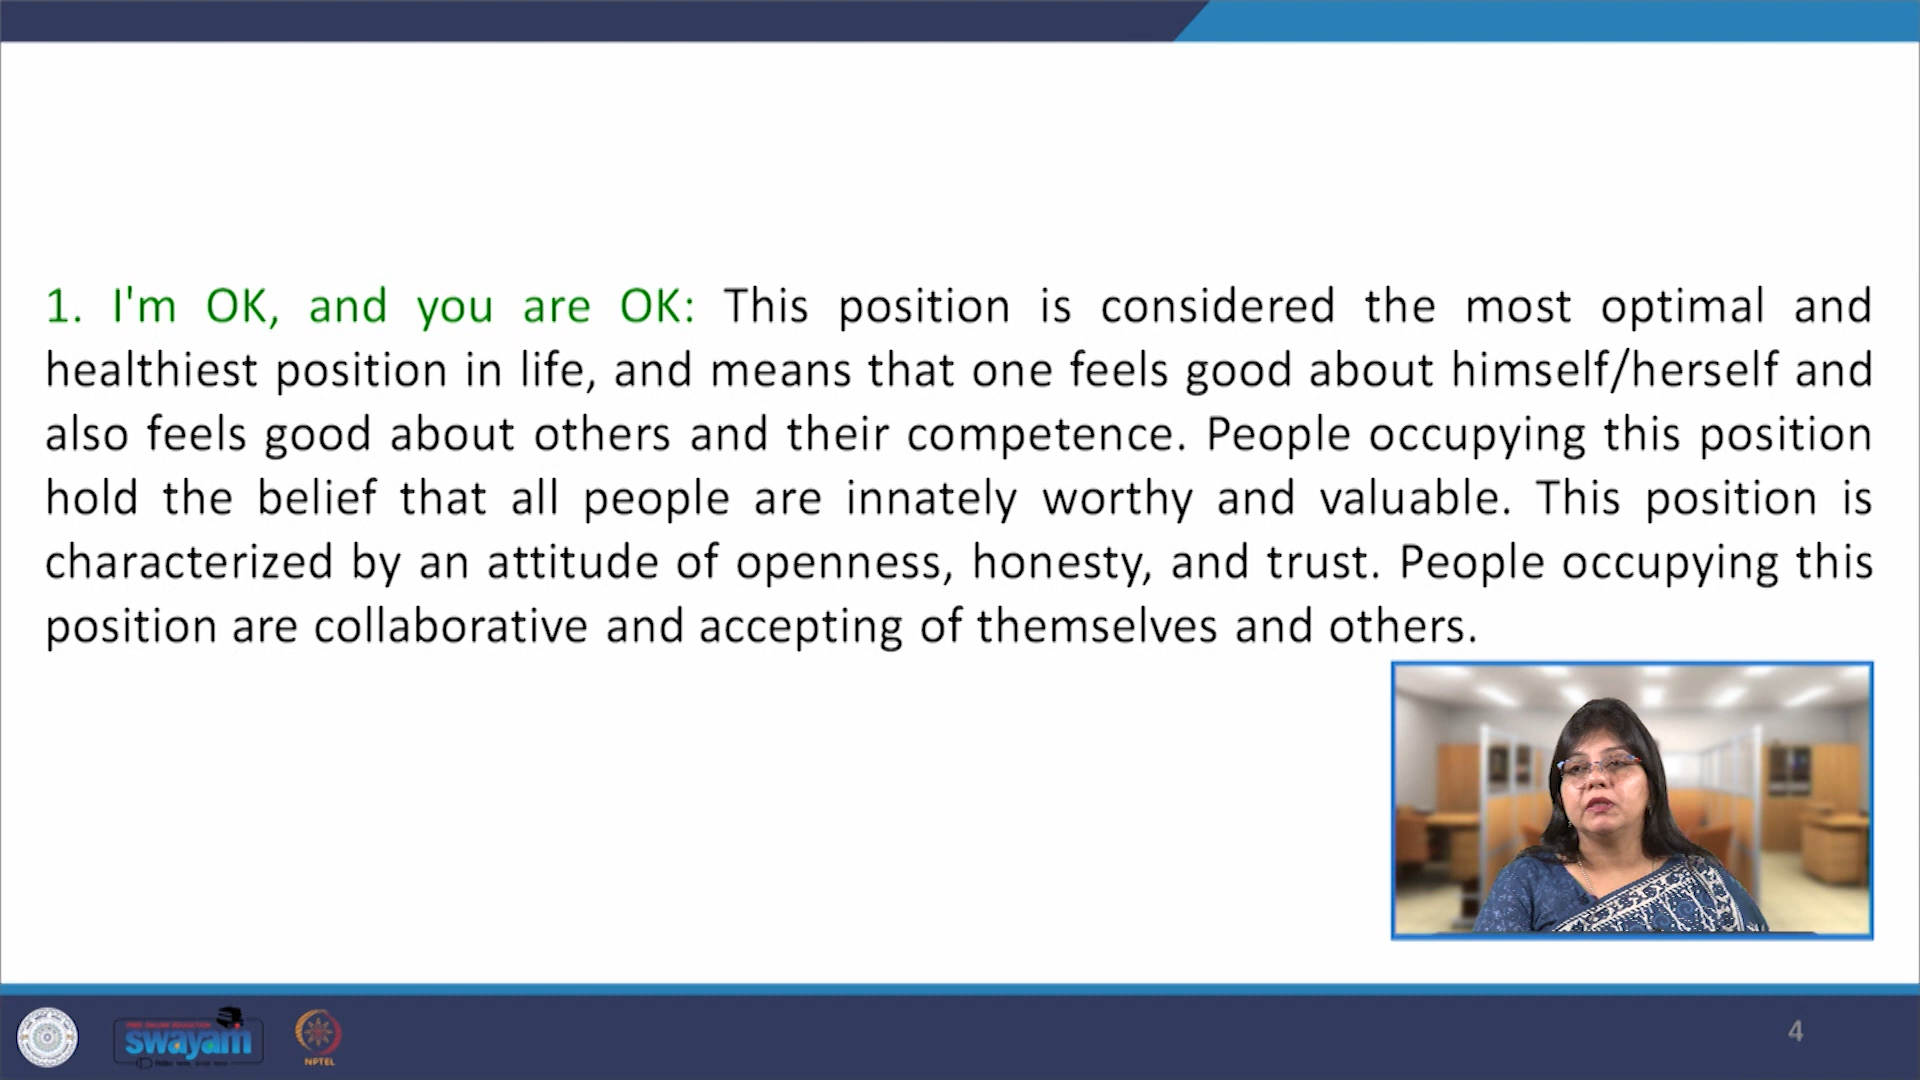 1. I'm OK, and you are OK: This position is considered the most optimal and
healthiest position in life, and means that one feels good about himself/herself and
also feels good about others and their competence. People occupying this position
hold the belief that all people are innately worthy and valuable. This position is
characterized by an attitude of openness, honesty, and trust. People occupying this
position are collaborative and accepting of themselves and others.
FREE ONLINE EDUCATION
swayam
NPTEL
4